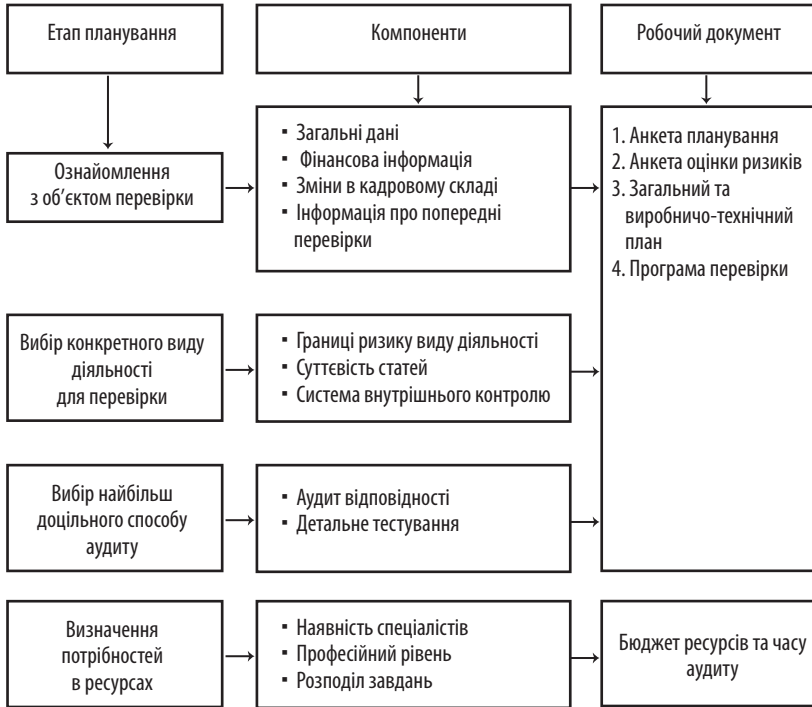 Етап планування
Компоненти
Робочий документ
Ознайомлення
з об’єктом перевірки
▪ Загальні дані
▪ Фінансова інформація
▪ Зміни в кадровому складі
▪ Інформація про попередні
перевірки
1. Анкета планування
2. Анкета оцінки ризиків
3. Загальний та
виробничо-технічний
план
4. Програма перевірки
Вибір конкретного виду
діяльності
для перевірки
▪ Границі ризику виду діяльності
▪ Суттєвість статей
▪ Система внутрішнього контролю
Вибір найбільш
доцільного способу
аудиту
▪ Аудит відповідності
▪ Детальне тестування
Визначення
потрібностей
в ресурсах
▪ Наявність спеціалістів
▪ Професійний рівень
▪ Розподіл завдань
Бюджет ресурсів та часу
аудиту